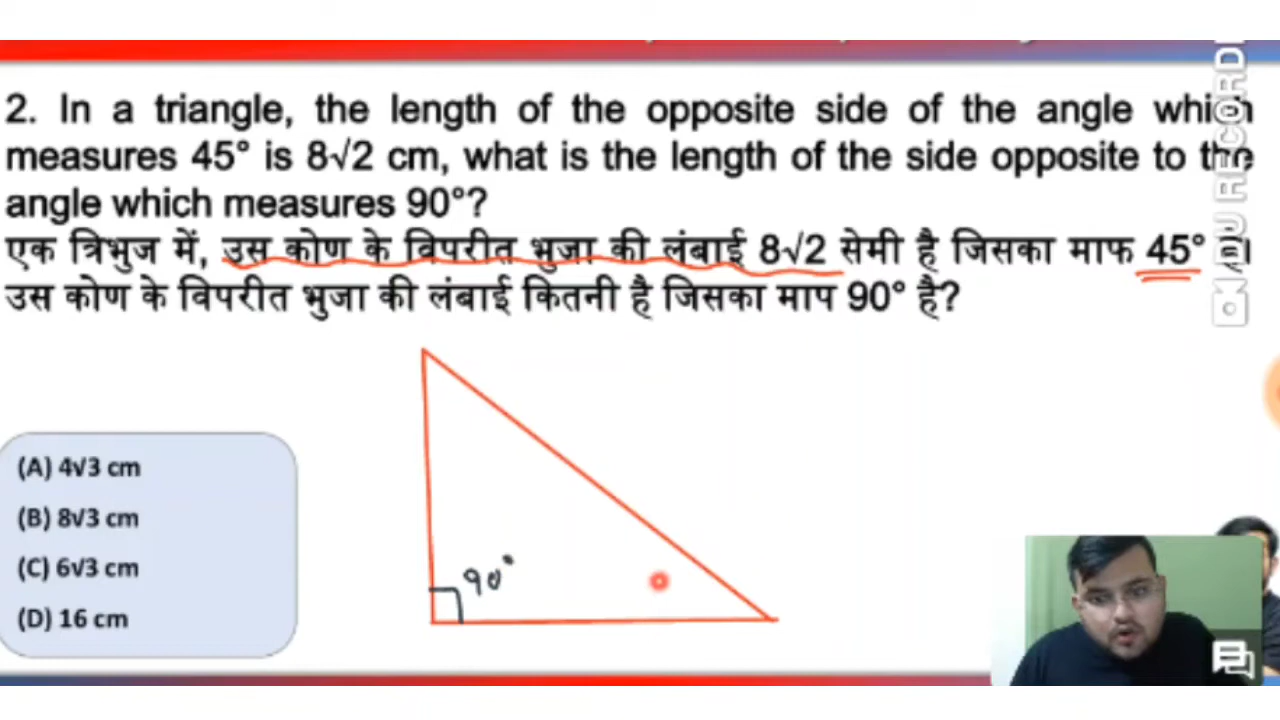 2. In a triangle, the length of the opposite side of the angle which
measures 45° is 8√2 cm, what is the length of the side opposite to the
angle which measures 90°?
एक त्रिभुज में, उस कोण के विपरीत भुजा की लंबाई 8√2 सेमी है जिसका माफ 45°
उस कोण के विपरीत भुजा की लंबाई कितनी है जिसका माप 90° है?
90°
(A) 4√3 cm
(B) 8√3 cm
(C) 6√3 cm
(D) 16 cm
DU RECORD